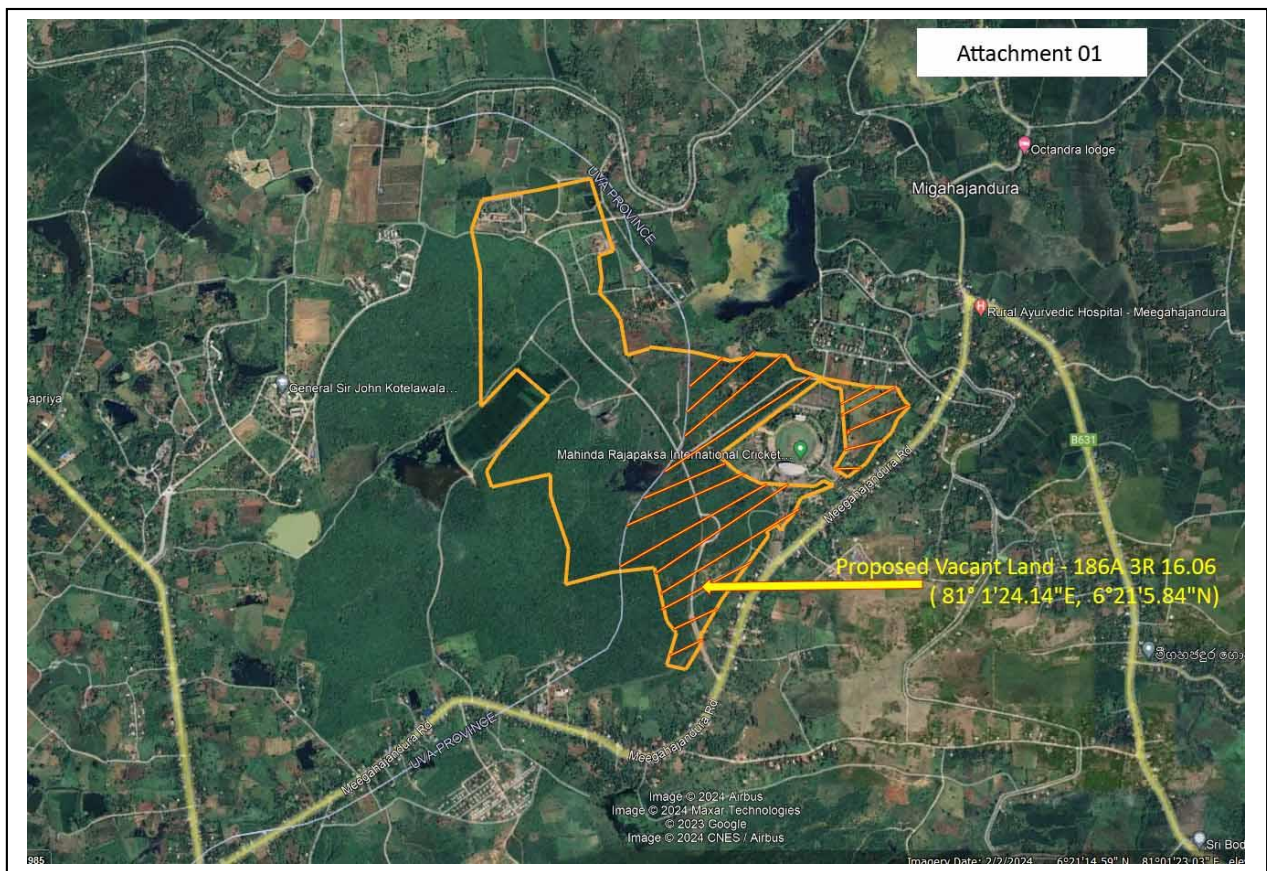 Attachment 01
Octandra lodge
UVA PROVINCE
Migahajandura
Rural Ayurvedic Hospital - Meegahajandura
General Sir John Kotelawala...
apriya
B631
Mahinda Rajapaksa International Cricket...
Meegahajandura Rd
Proposed Vacant Land - 186A 3R 16.06
( 81° 1'24.14"E, 6°21'5.84"N)
Meegahajandura Rd
UVA PROVINCE
Meegahajandura Rd
Image © 2024 Airbus
Image © 2024 Maxar Technologies
© 2023 Google
Image © 2024 CNES / Airbus
Sri Bod
985
Imagery Date: 2/2/2024 6°21'14.59" N 81°01'23.03" E ele